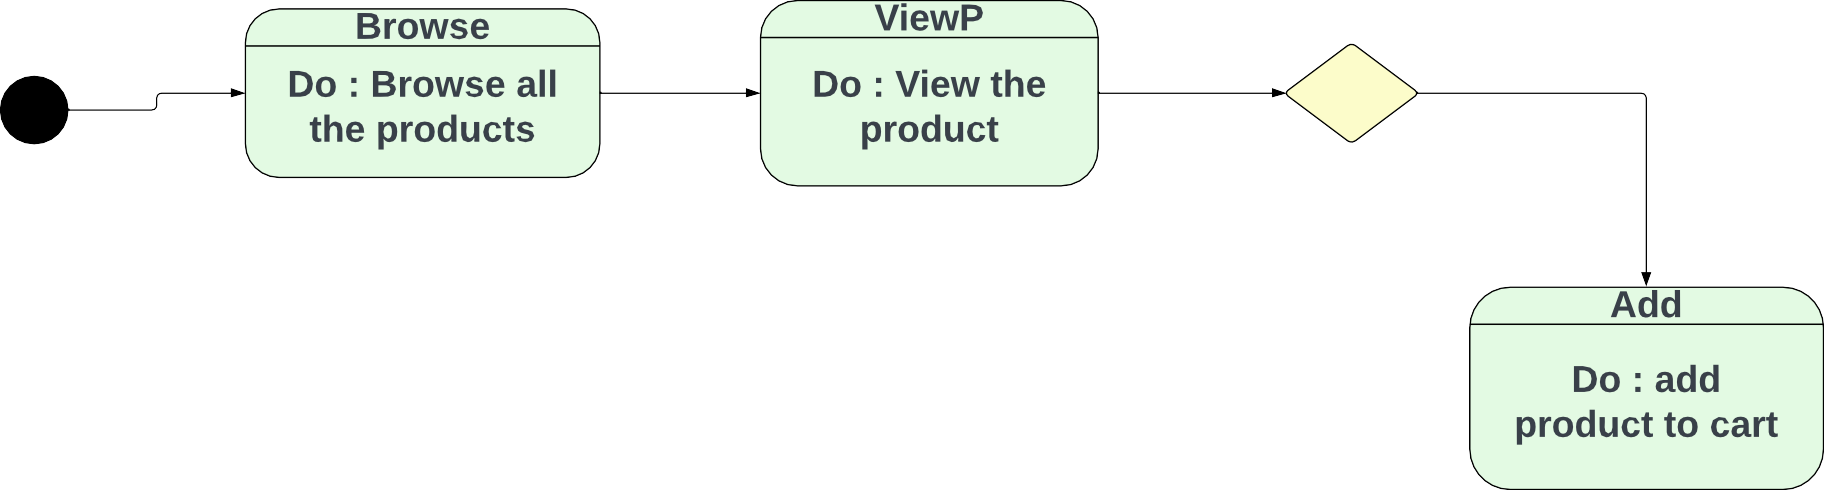 Browse
Do : Browse all
the products
ViewP
Do : View the
product
Add
Do : add
product to cart